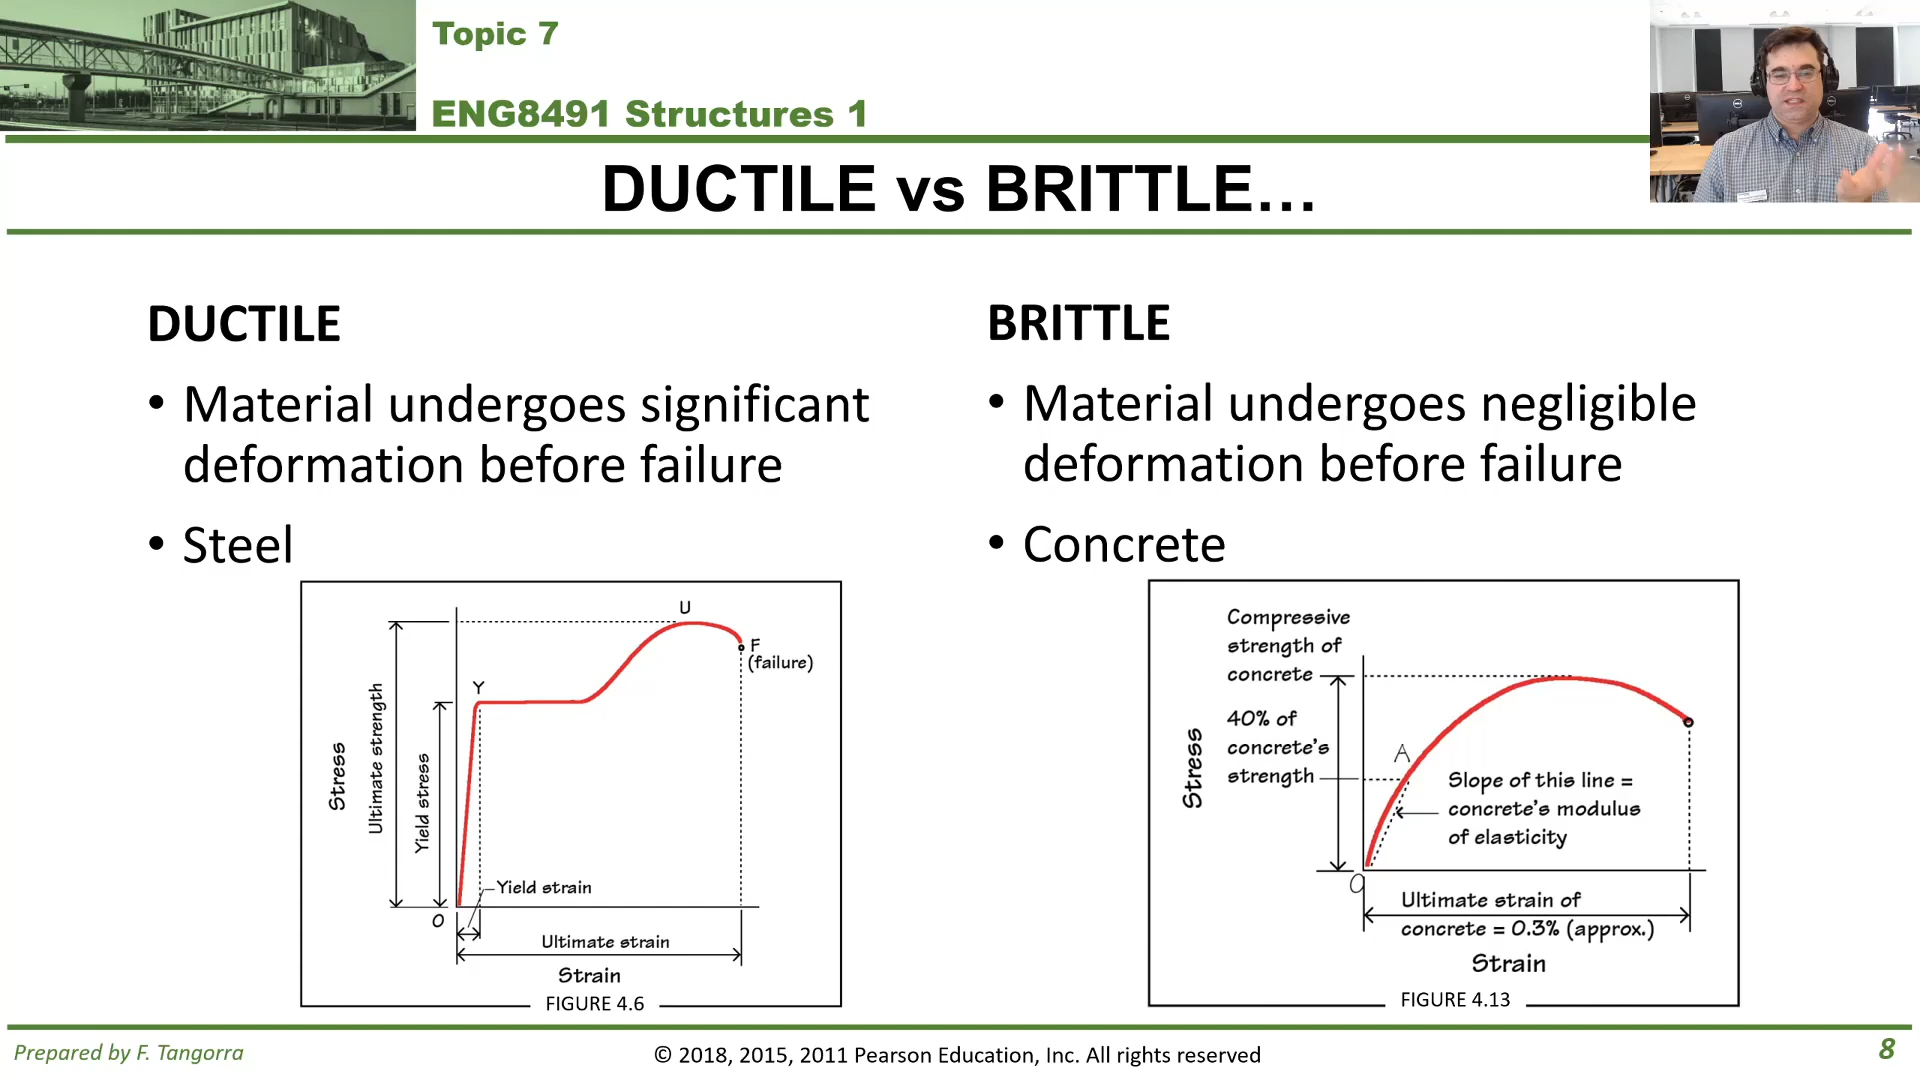 Topic 7
ENG8491 Structures 1
DUCTILE vs BRITTLE…
DUCTILE
• Material undergoes significant
deformation before failure
• Steel
U
F
(failure)
Y
Stress
Ultimate strength
Yield stress
Yield strain
O
Ultimate strain
Strain
FIGURE 4.6
BRITTLE
• Material undergoes negligible
deformation before failure
• Concrete
Compressive
strength of
concrete
40% of
concrete's
strength
A
Stress
Slope of this line =
concrete's modulus
of elasticity
O
Ultimate strain of
concrete = 0.3% (approx.)
Strain
FIGURE 4.13
Prepared by F. Tangorra
© 2018, 2015, 2011 Pearson Education, Inc. All rights reserved
8